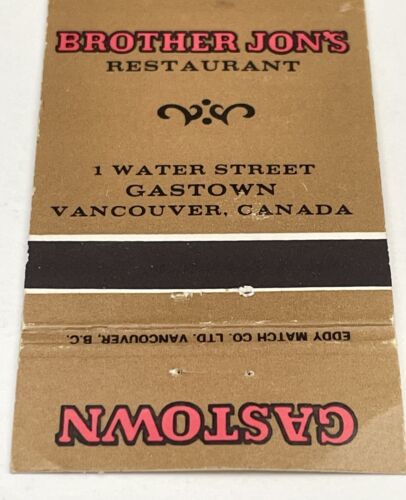 BROTHER JON'S
RESTAURANT
1 WATER STREET
GASTOWN
VANCOUVER, CANADA
EDDY MATCH CO. LTD. VANCOUVER, B.C.
GASTOWN